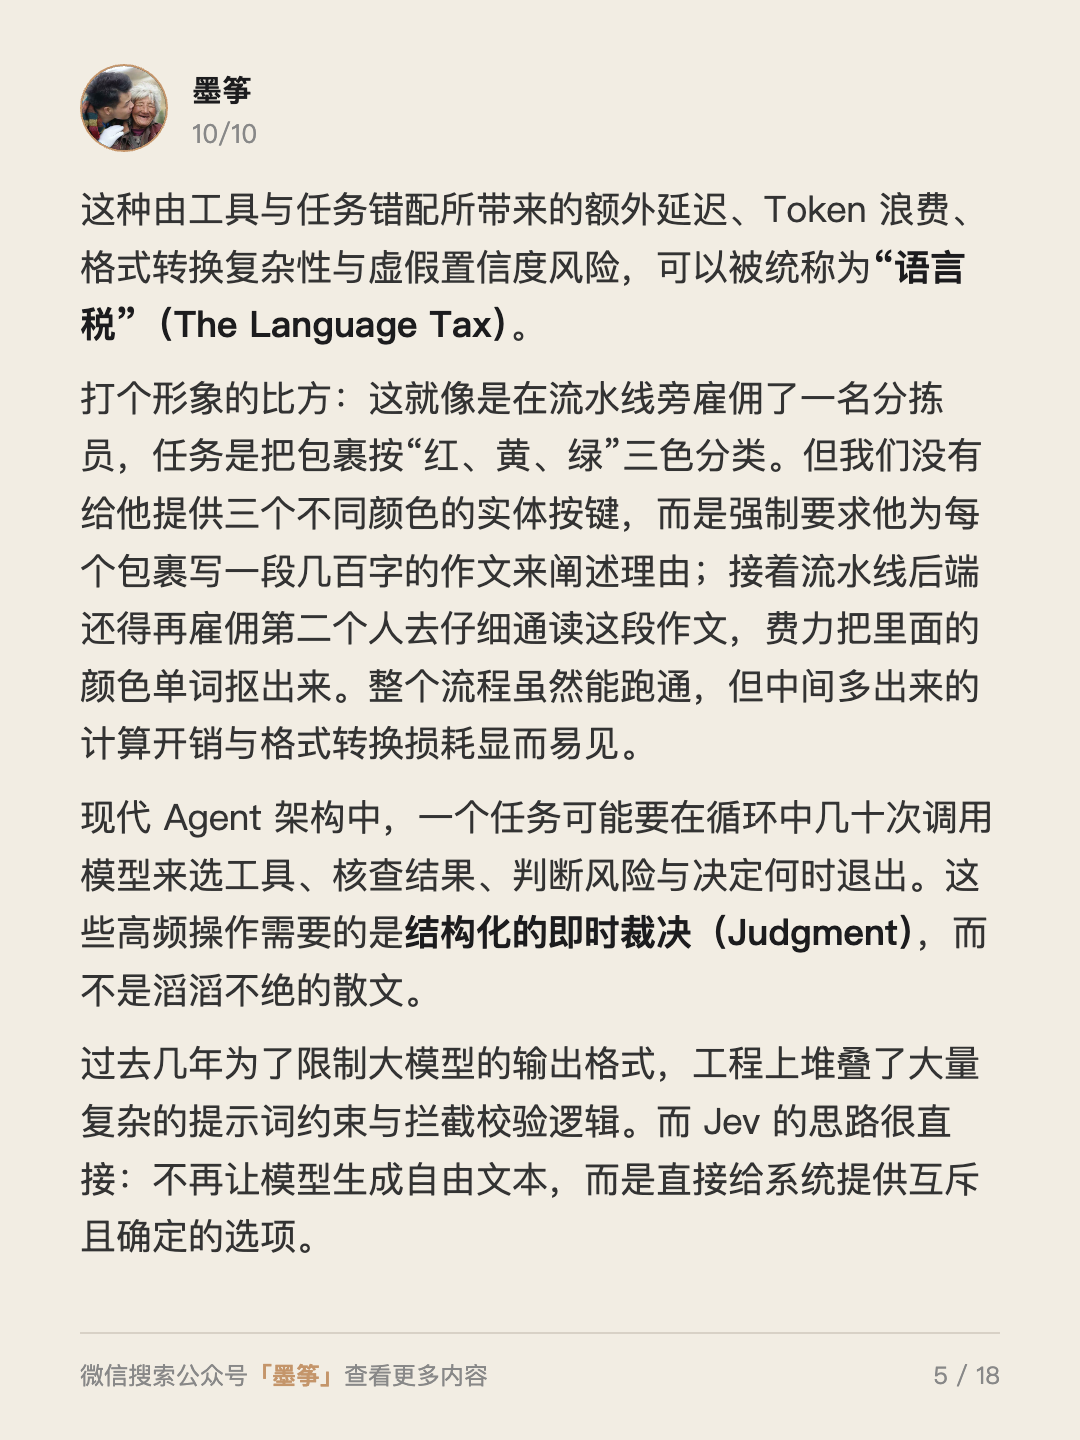 墨筝
10/10
这种由工具与任务错配所带来的额外延迟、Token 浪费、
格式转换复杂性与虚假置信度风险，可以被统称为“语言
税”（The Language Tax）。
打个形象的比方：这就像是在流水线旁雇佣了一名分拣
员，任务是把包裹按“红、黄、绿”三色分类。但我们没有
给他提供三个不同颜色的实体按键，而是强制要求他为每
个包裹写一段几百字的作文来阐述理由；接着流水线后端
还得再雇佣第二个人去仔细通读这段作文，费力把里面的
颜色单词抠出来。整个流程虽然能跑通，但中间多出来的
计算开销与格式转换损耗显而易见。
现代 Agent 架构中，一个任务可能要在循环中几十次调用
模型来选工具、核查结果、判断风险与决定何时退出。这
些高频操作需要的是结构化的即时裁决（Judgment），而
不是滔滔不绝的散文。
过去几年为了限制大模型的输出格式，工程上堆叠了大量
复杂的提示词约束与拦截校验逻辑。而 Jev 的思路很直
接：不再让模型生成自由文本，而是直接给系统提供互斥
且确定的选项。
微信搜索公众号「墨筝」查看更多内容
5 / 18